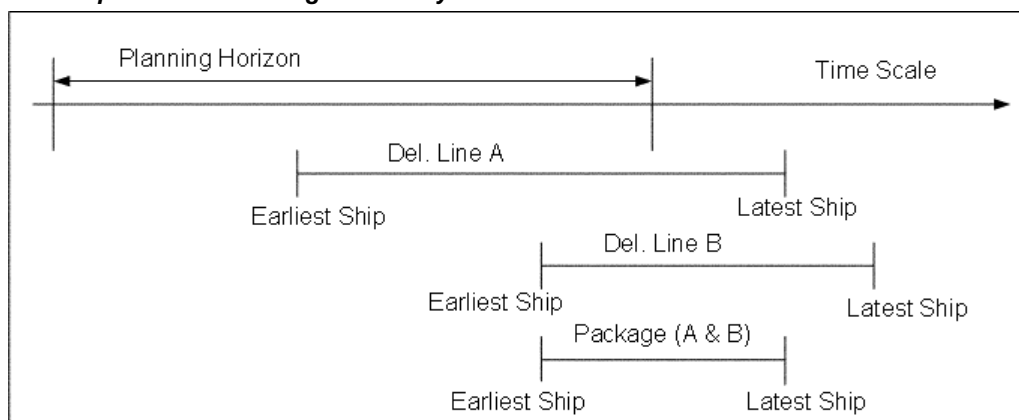 Planning Horizon
Time Scale
Del. Line A
Earliest Ship
Latest Ship
Del. Line B
Earliest Ship
Latest Ship
Package (A & B)
Earliest Ship
Latest Ship